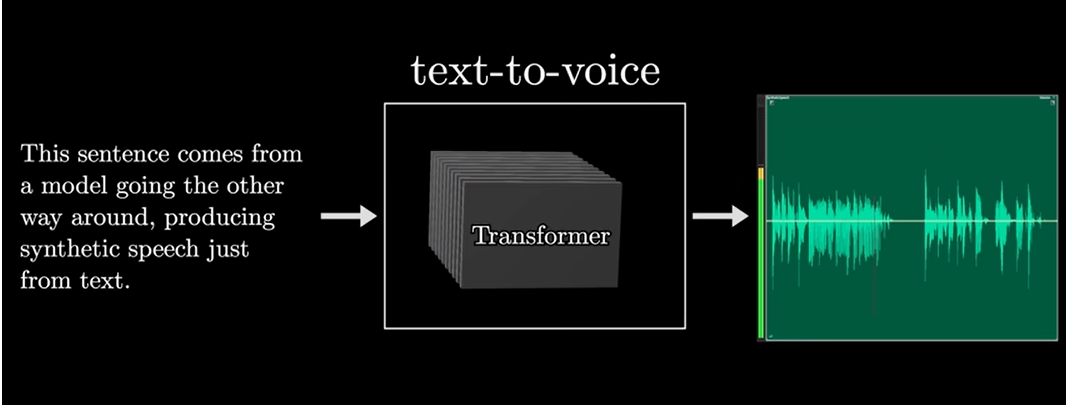 text-to-voice
This sentence comes from
a model going the other
way around, producing
synthetic speech just
from text.
Transformer